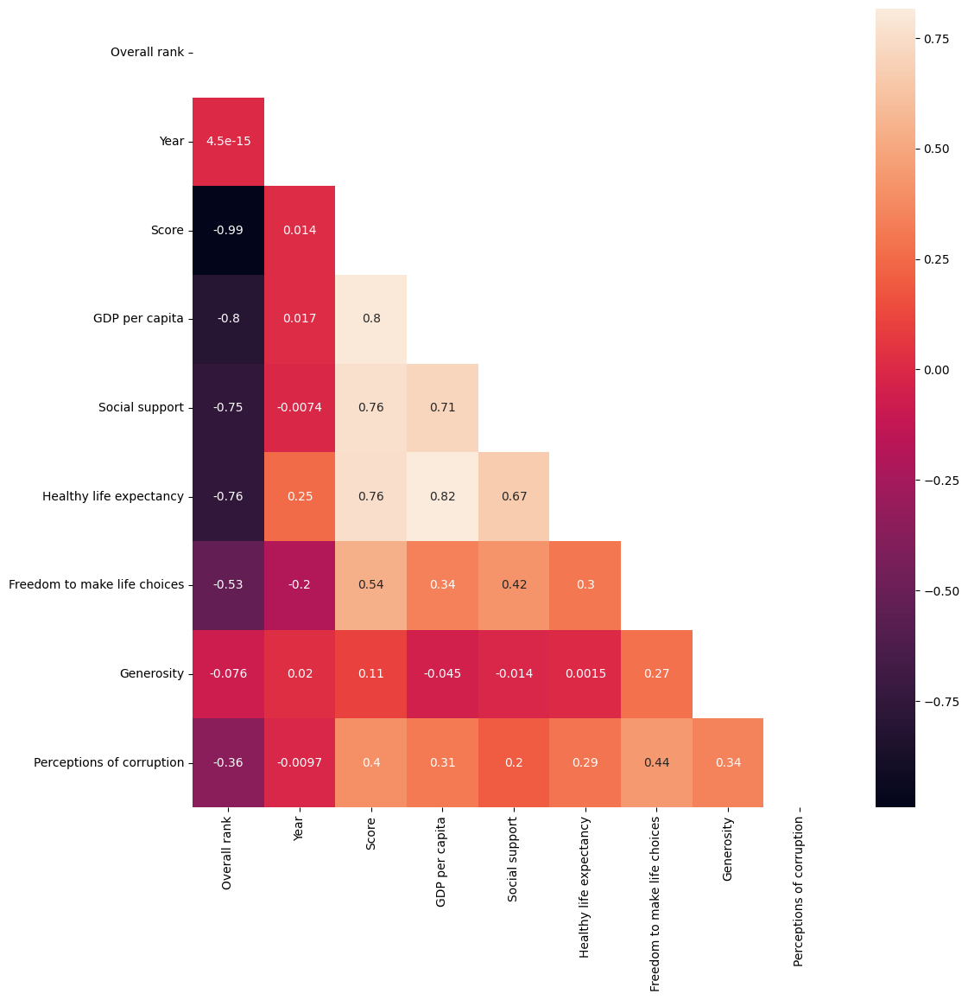 Overall rank
0.75
Year
4.5e-15
0.50
Score
-0.99 0.014
0.25
GDP per capita
-0.8 0.017 0.8
0.00
Social support
-0.75 -0.0074 0.76 0.71
Healthy life expectancy
-0.76 0.25 0.76 0.82 0.67
−0.25
Freedom to make life choices
-0.53 -0.2 0.54 0.34 0.42 0.3
−0.50
Generosity
-0.076 0.02 0.11 -0.045 -0.014 0.0015 0.27
−0.75
Perceptions of corruption
-0.36 -0.0097 0.4 0.31 0.2 0.29 0.44 0.34
Overall rank
Year
Score
GDP per capita
Social support
Healthy life expectancy
Freedom to make life choices
Generosity
Perceptions of corruption